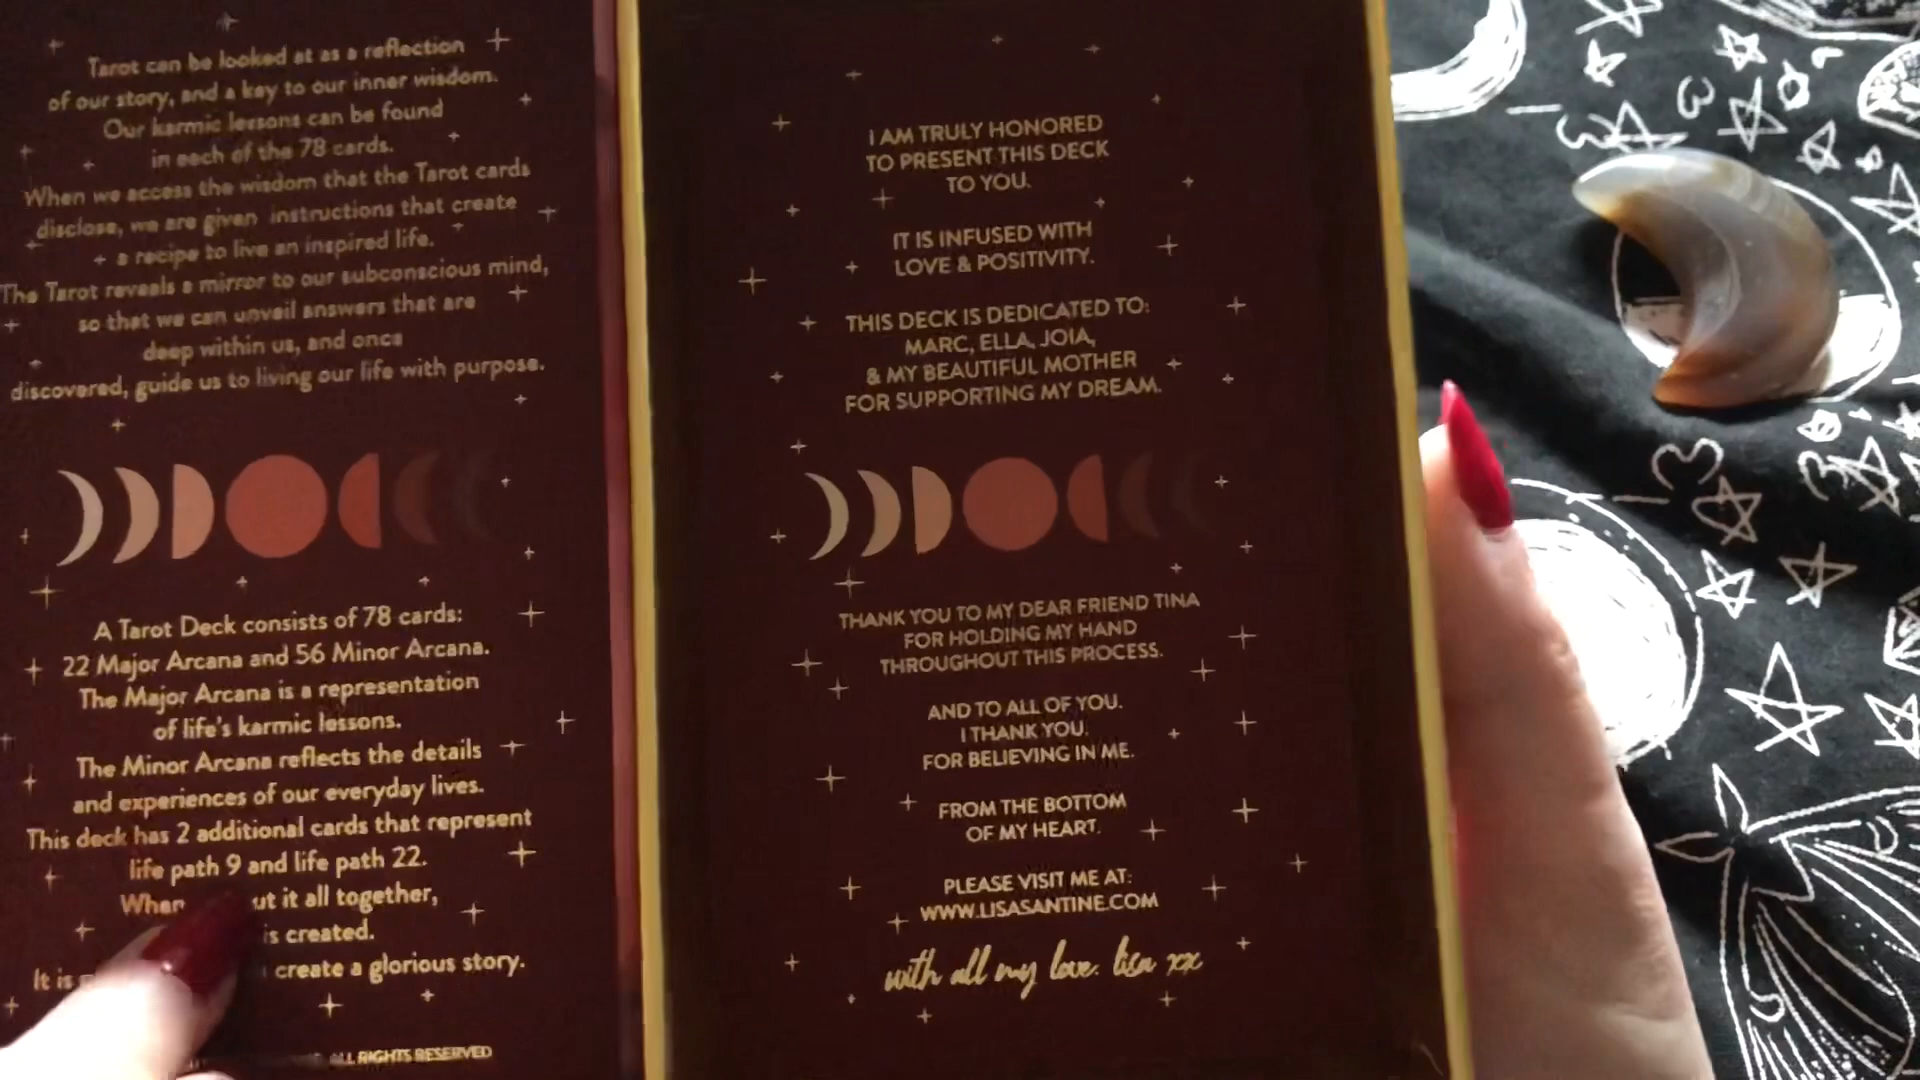 Tarot can be looked at as a reflection
of our story, and a key to our inner wisdom.
Our karmic lessons can be found
in each of the 78 cards.
When we access the wisdom that the Tarot cards
disclose, we are given instructions that create
a recipe to live an inspired life.
The Tarot reveals a mirror to our subconscious mind,
so that we can unveil answers that are
deep within us, and once
discovered, guide us to living our life with purpose.
A Tarot Deck consists of 78 cards:
22 Major Arcana and 56 Minor Arcana.
The Major Arcana is a representation
of life's karmic lessons.
The Minor Arcana reflects the details
and experiences of our everyday lives.
This deck has 2 additional cards that represent
life path 9 and life path 22.
When it all together,
is created.
It is create a glorious story.
ALL RIGHTS RESERVED
I AM TRULY HONORED
TO PRESENT THIS DECK
TO YOU.
IT IS INFUSED WITH
LOVE & POSITIVITY.
THIS DECK IS DEDICATED TO:
MARC, ELLA, JOIA,
& MY BEAUTIFUL MOTHER
FOR SUPPORTING MY DREAM.
THANK YOU TO MY DEAR FRIEND TINA
FOR HOLDING MY HAND
THROUGHOUT THIS PROCESS.
AND TO ALL OF YOU.
I THANK YOU.
FOR BELIEVING IN ME.
FROM THE BOTTOM
OF MY HEART.
PLEASE VISIT ME AT:
WWW.LISASANTINE.COM
with all my love. lisa xx